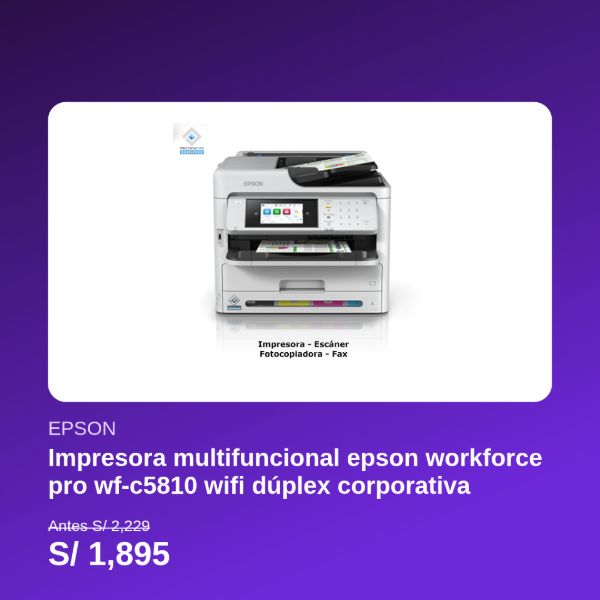 EPSON
C1
A
Impresora - Escáner
Fotocopiadora - Fax
EPSON
Impresora multifuncional epson workforce
pro wf-c5810 wifi dúplex corporativa
Antes S/ 2,229
S/ 1,895